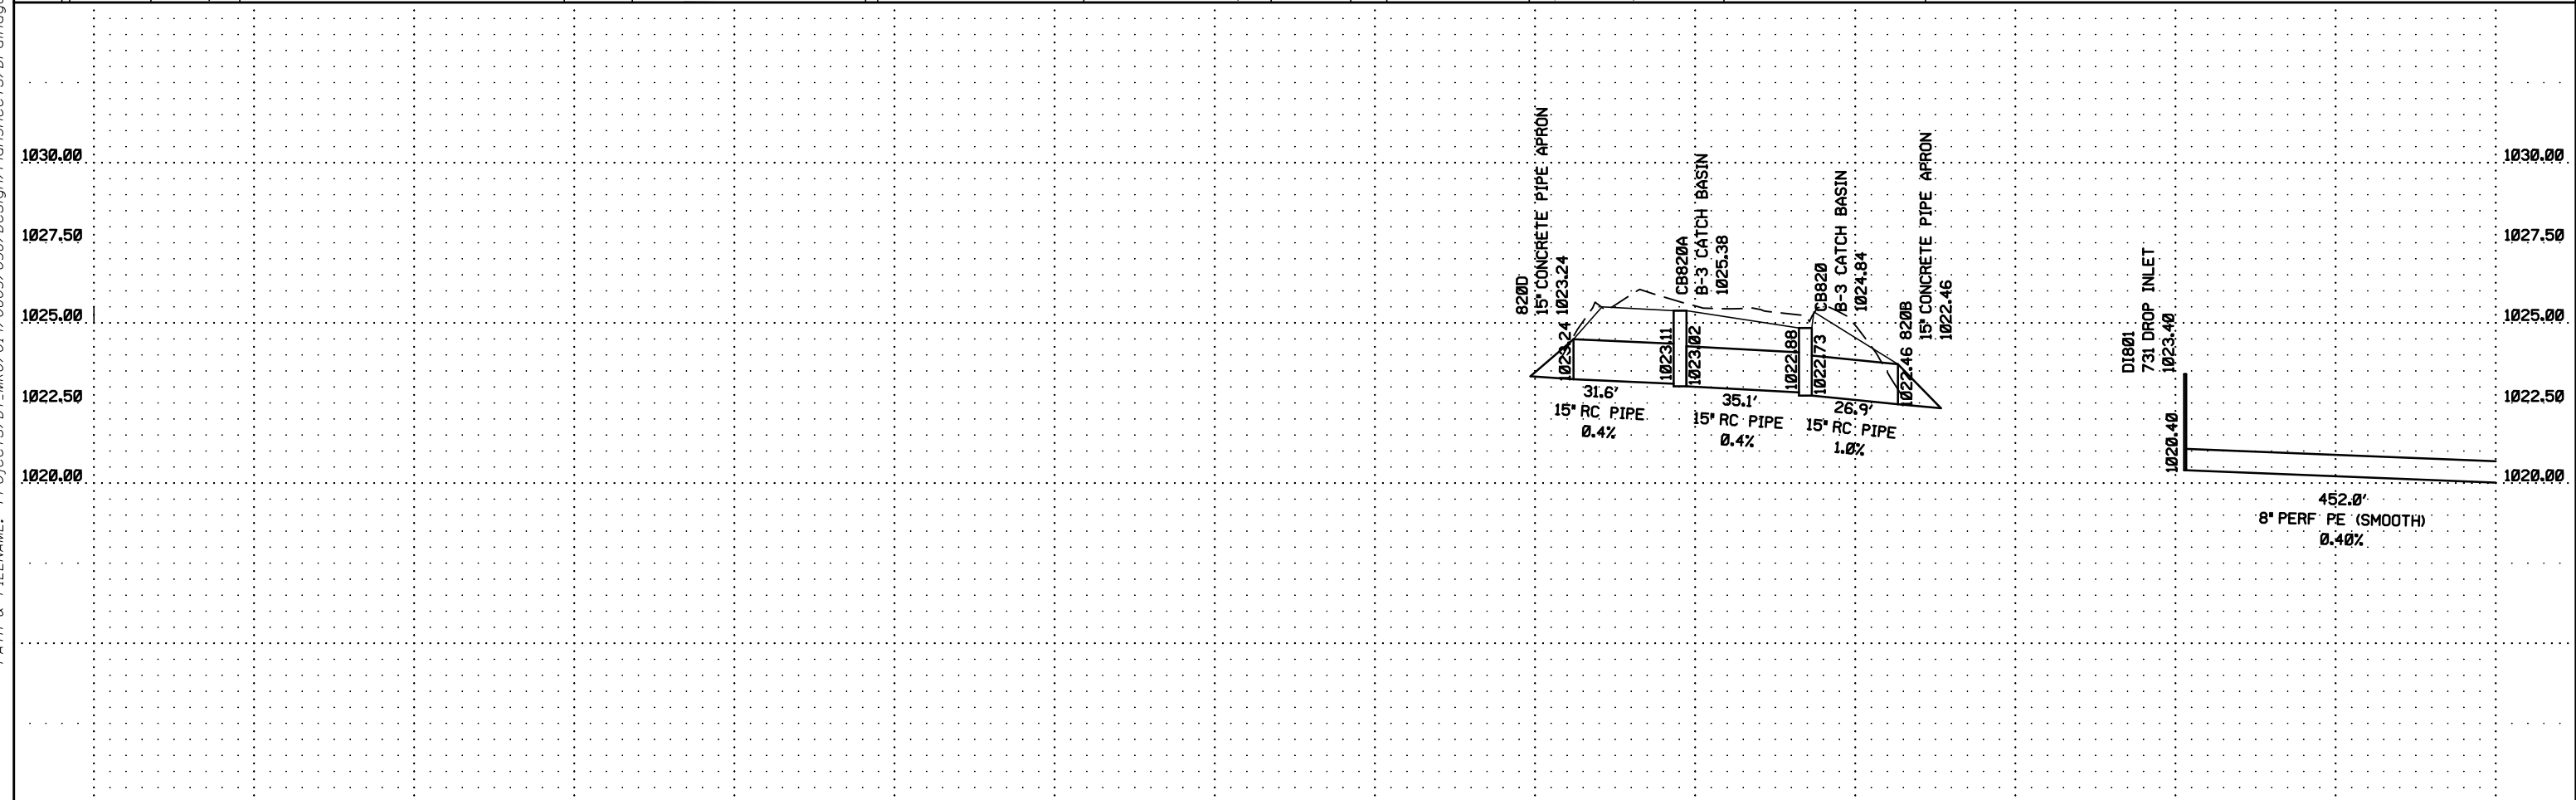 1030.00
1027.50
1025.00
1022.50
1020.00
820D
15" CONCRETE PIPE APRON
1023.24
1023.24
31.6'
15" RC PIPE
0.4%
1023.11
CB820A
B-3 CATCH BASIN
1025.38
1023.02
35.1'
15" RC PIPE
0.4%
1022.88
CB820
B-3 CATCH BASIN
1024.84
1022.73
26.9'
15" RC PIPE
1.0%
1022.46
820B
15" CONCRETE PIPE APRON
1022.46
DI801
731 DROP INLET
1023.40
1020.40
452.0'
8" PERF PE (SMOOTH)
0.40%
1030.00
1027.50
1025.00
1022.50
1020.00